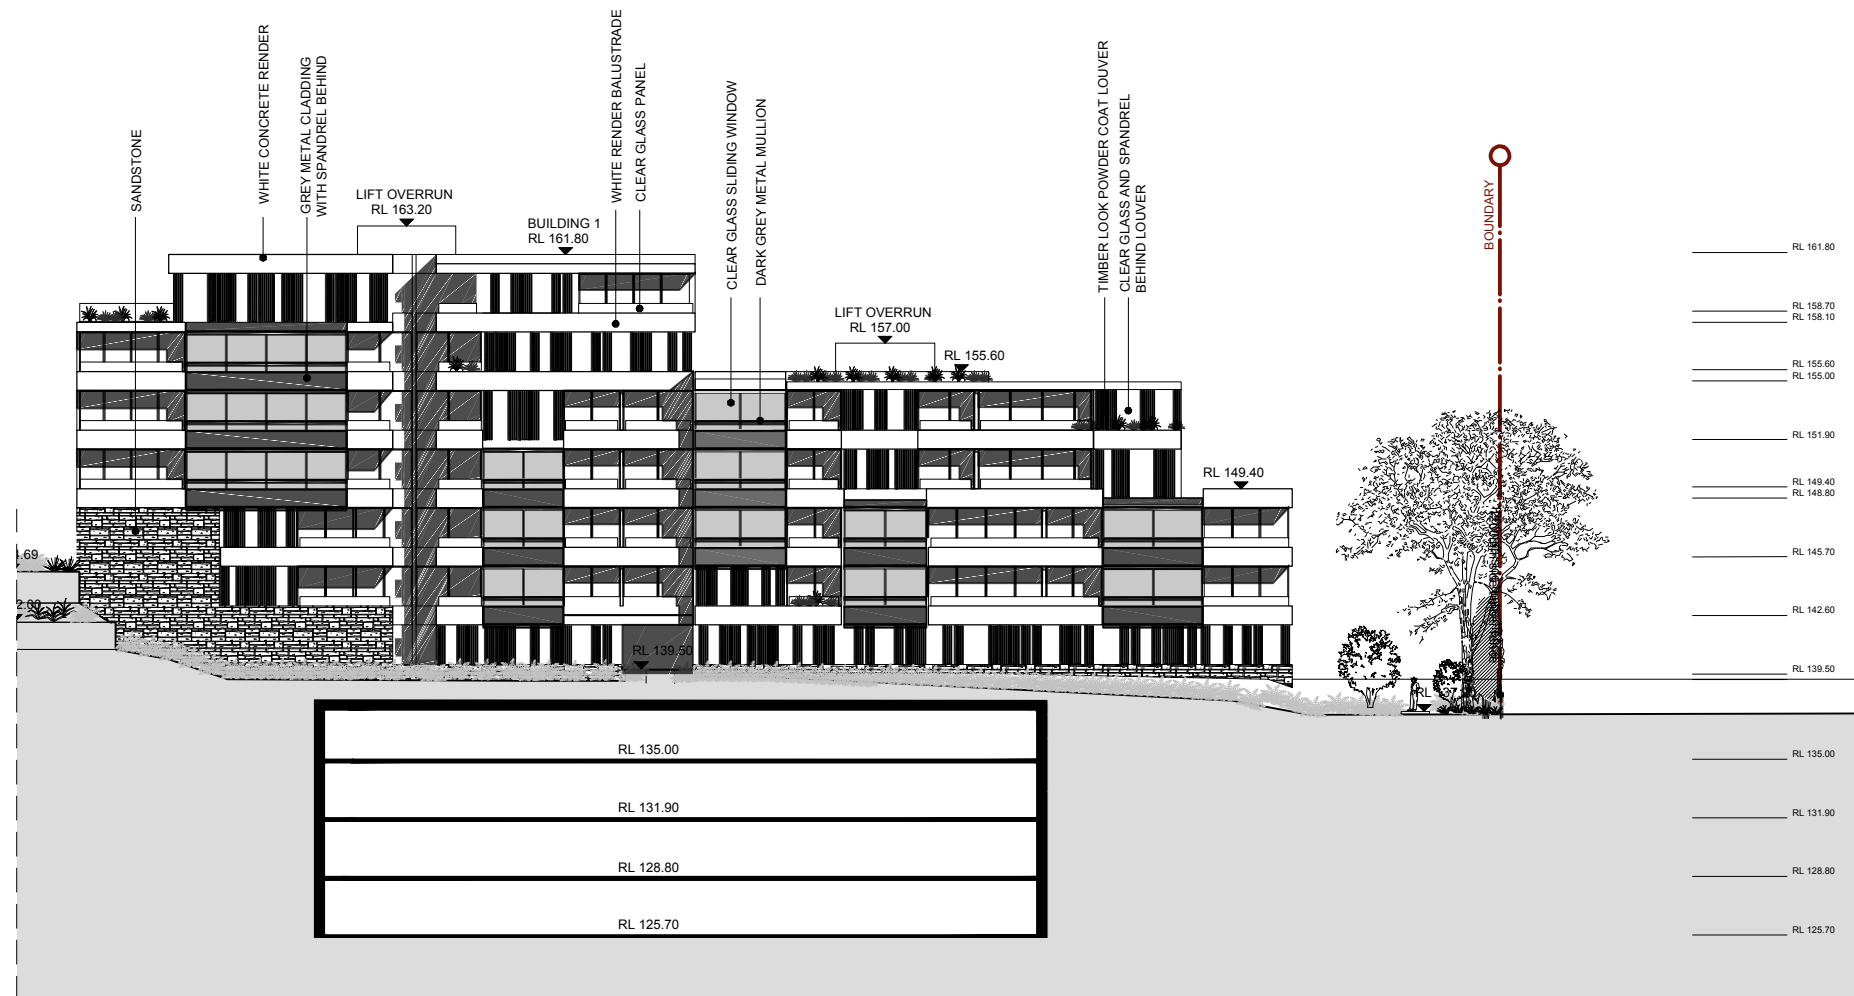 SANDSTONE
WHITE CONCRETE RENDER
GREY METAL CLADDING
WITH SPANDREL BEHIND
LIFT OVERRUN
RL 163.20
BUILDING 1
RL 161.80
WHITE RENDER BALUSTRADE
CLEAR GLASS PANEL
CLEAR GLASS SLIDING WINDOW
DARK GREY METAL MULLION
LIFT OVERRUN
RL 157.00
RL 155.60
TIMBER LOOK POWDER COAT LOUVER
CLEAR GLASS AND SPANDREL
BEHIND LOUVER
RL 149.40
BOUNDARY
RL 139.50
RL 135.00
RL 131.90
RL 128.80
RL 125.70
RL 161.80
RL 158.70
RL 158.10
RL 155.60
RL 155.00
RL 151.90
RL 149.40
RL 148.80
RL 145.70
RL 142.60
RL 139.50
RL 135.00
RL 131.90
RL 128.80
RL 125.70